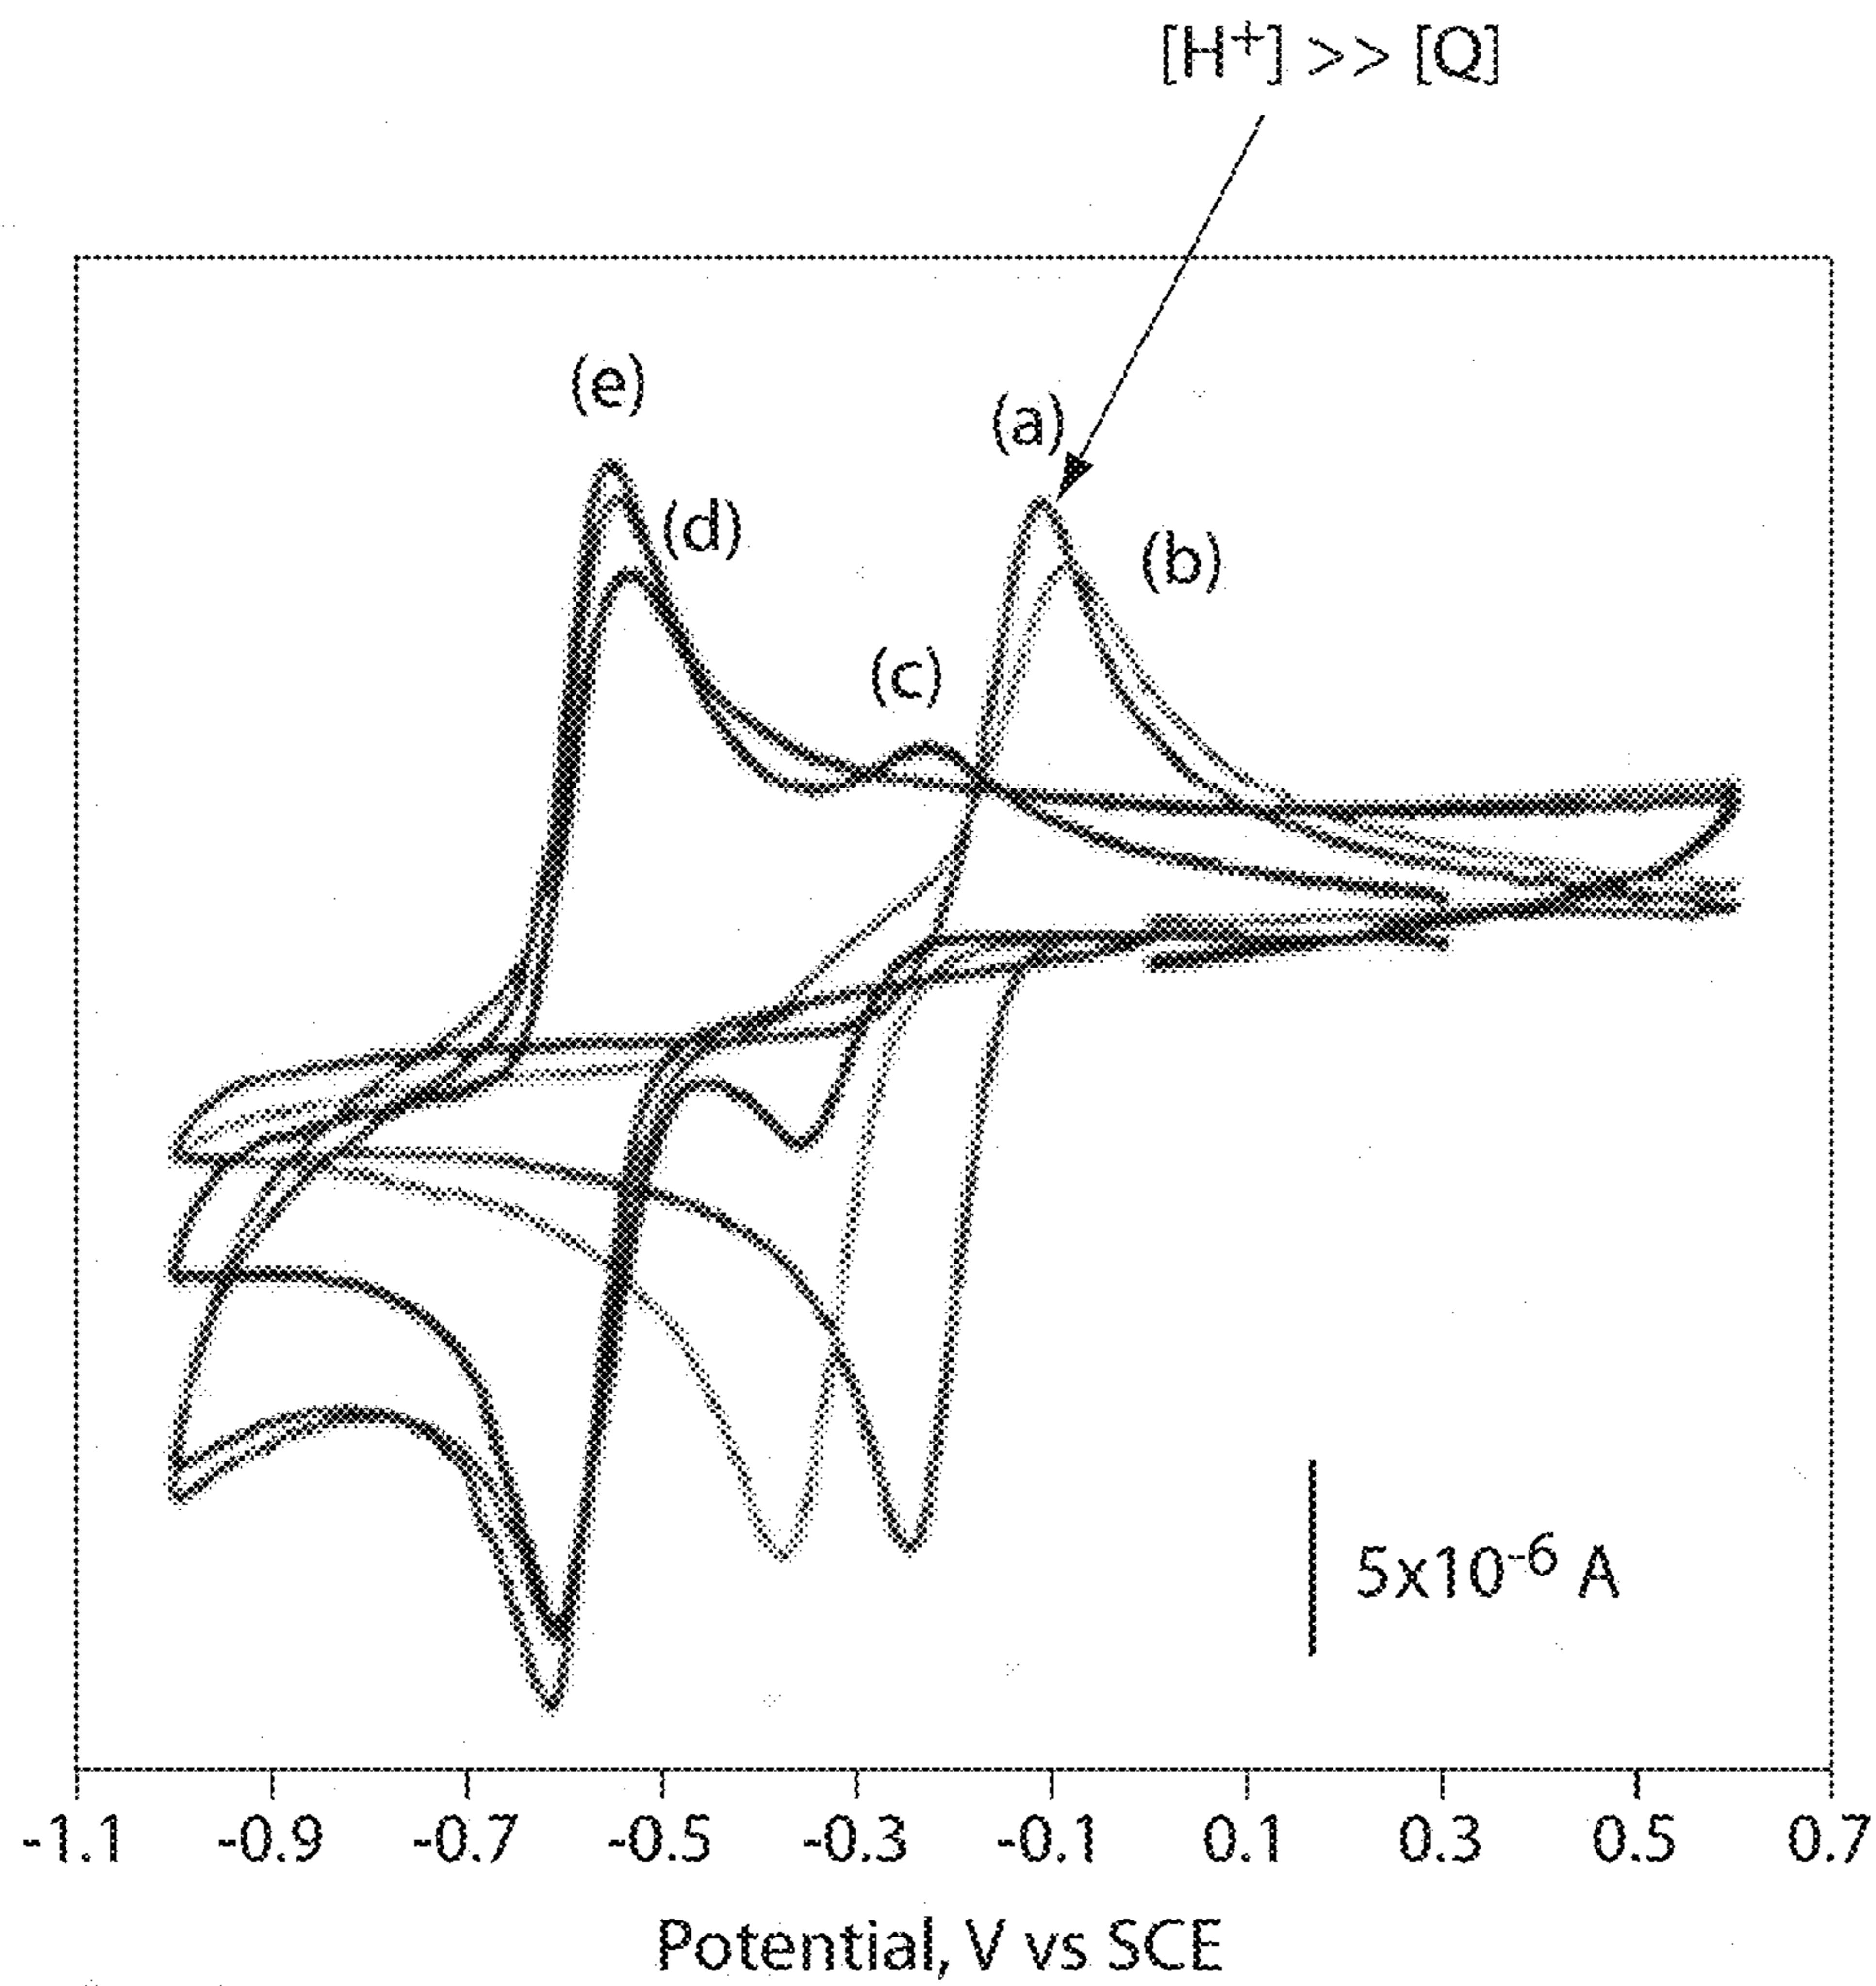 [H+] >> [Q]
(e)
(a)
(d)
(b)
(c)
5x10-6 A
-1.1 -0.9 -0.7 -0.5 -0.3 -0.1 0.1 0.3 0.5 0.7
Potential, V vs SCE